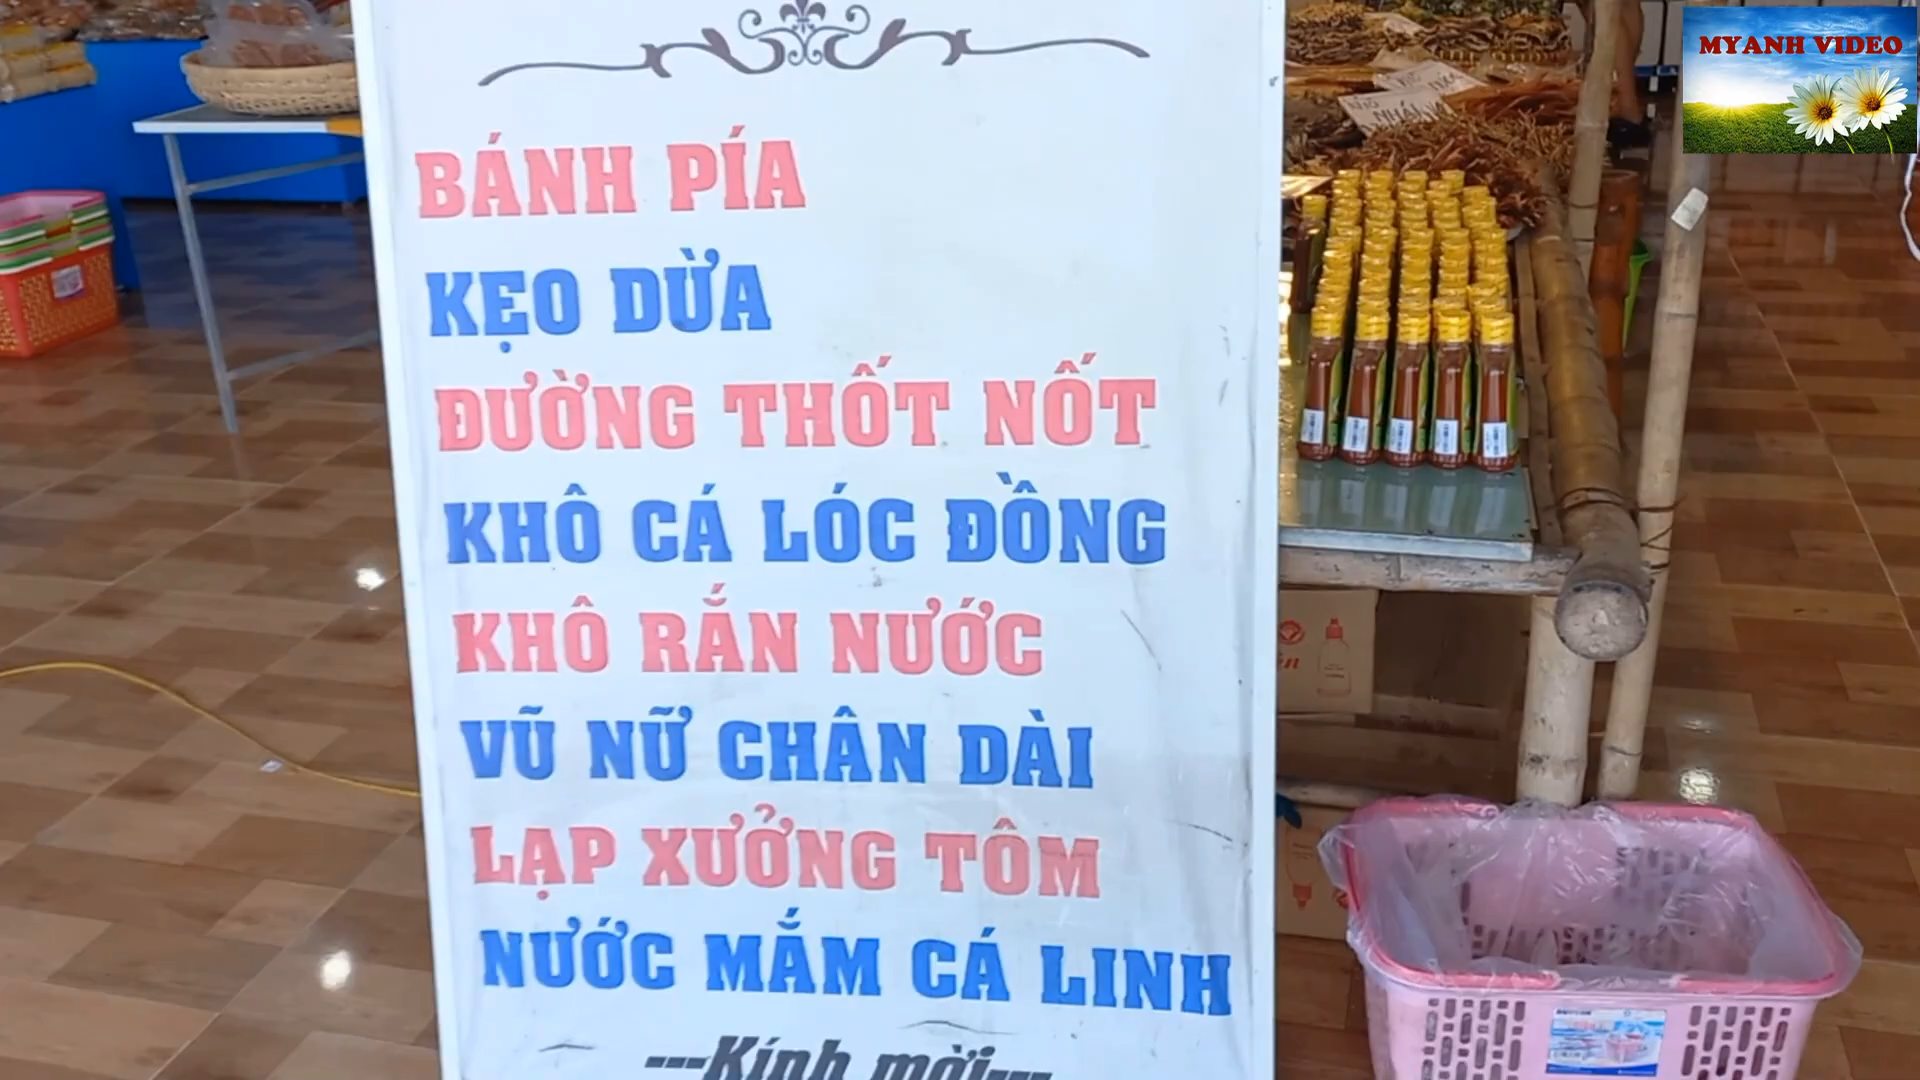 MYANH VIDEO
BÁNH PÍA
KẸO DỪA
ĐƯỜNG THỐT NỐT
KHÔ CÁ LÓC ĐỒNG
KHÔ RẮN NƯỚC
VŨ NỮ CHÂN DÀI
LẠP XƯỞNG TÔM
NƯỚC MẮM CÁ LINH
---Kính mời---